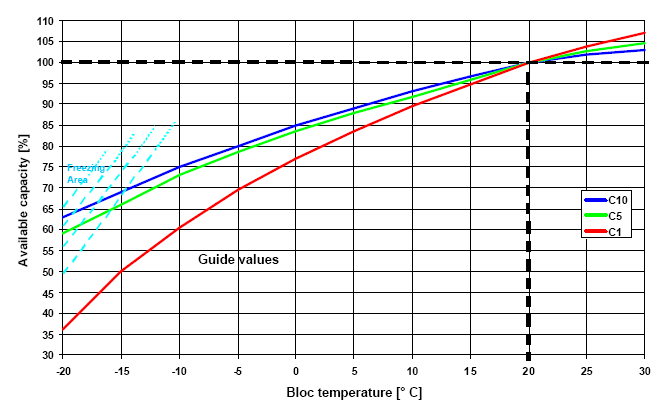 110
105
100
95
90
85
80
75
70
65
60
55
50
45
40
35
30
Available capacity [%]
Freezing
Area
Guide values
C10
C5
C1
-20 -15 -10 -5 0 5 10 15 20 25 30
Bloc temperature [° C]